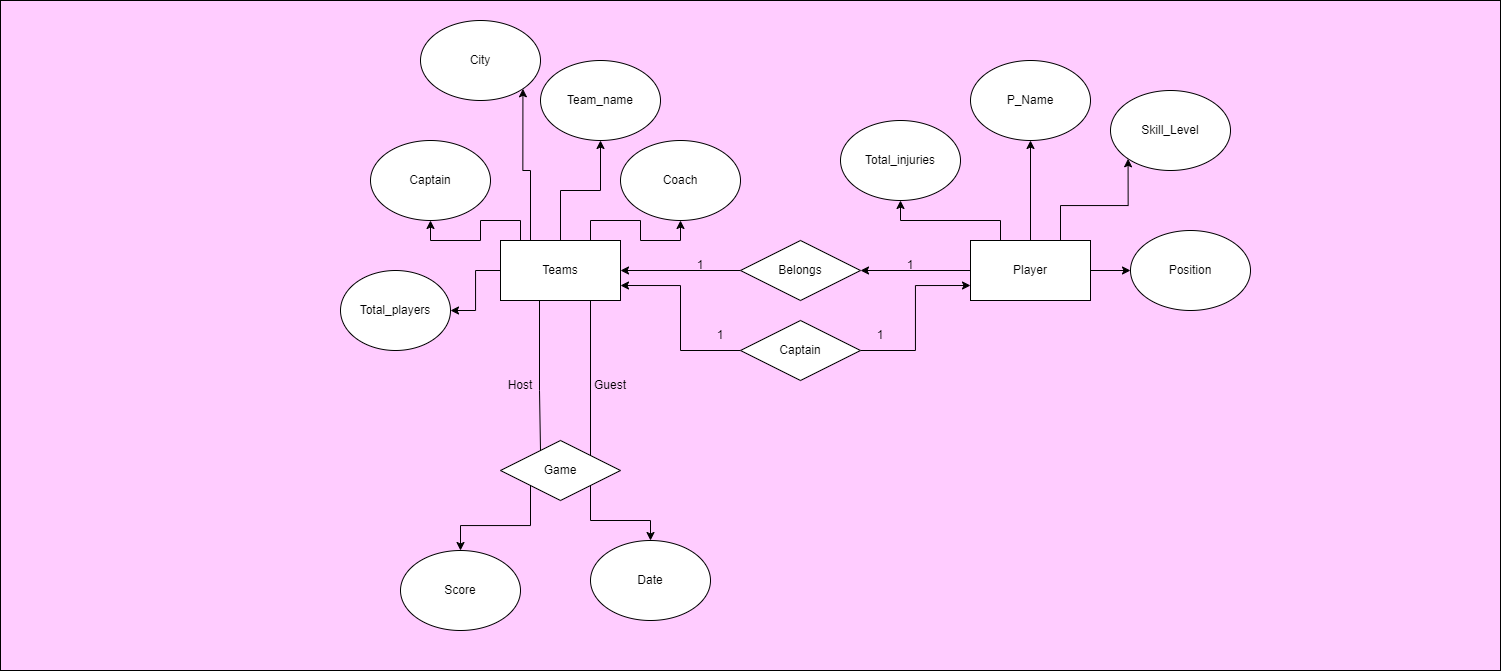 City
Team_name
P_Name
Skill_Level
Total_injuries
Captain
Coach
Teams
1
Belongs
1
Player
Position
Total_players
1
Captain
1
Host
Guest
Game
Score
Date